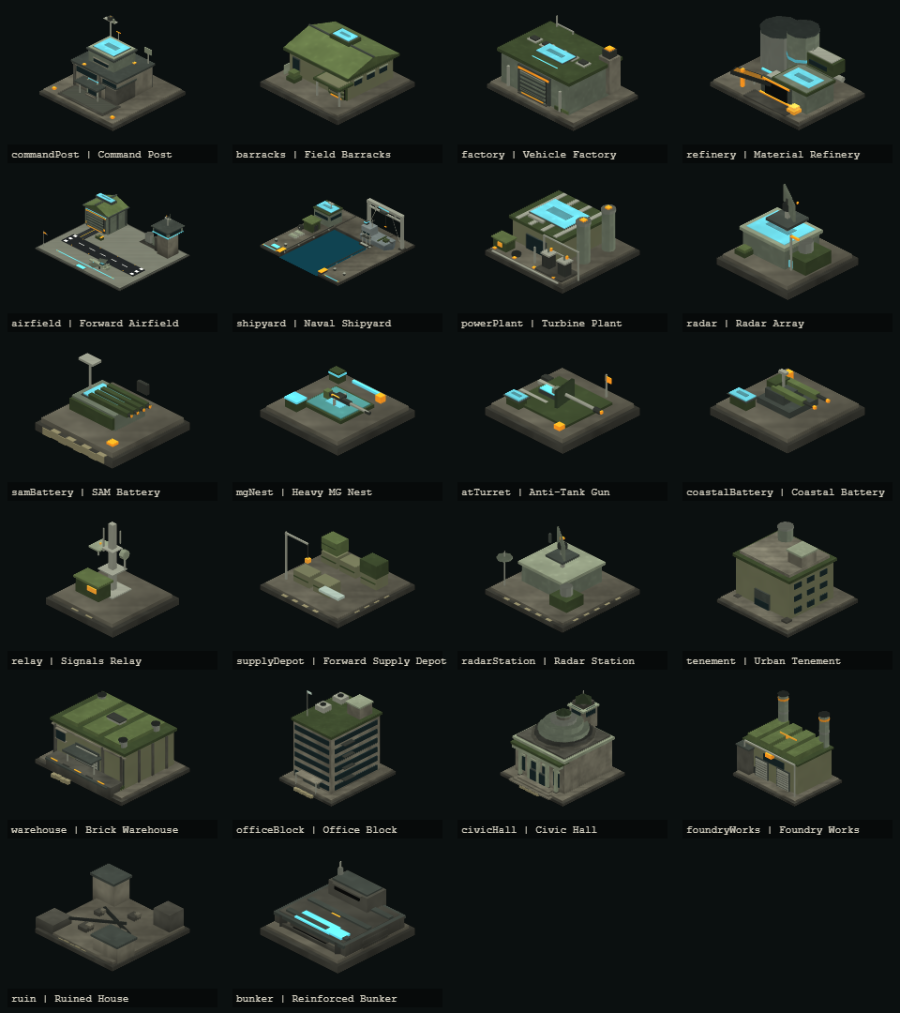 commandPost | Command Post
barracks | Field Barracks
factory | Vehicle Factory
refinery | Material Refinery
airfield | Forward Airfield
shipyard | Naval Shipyard
powerPlant | Turbine Plant
radar | Radar Array
samBattery | SAM Battery
mgNest | Heavy MG Nest
atTurret | Anti-Tank Gun
coastalBattery | Coastal Battery
relay | Signals Relay
supplyDepot | Forward Supply Depot
radarStation | Radar Station
tenement | Urban Tenement
warehouse | Brick Warehouse
officeBlock | Office Block
civicHall | Civic Hall
foundryWorks | Foundry Works
ruin | Ruined House
bunker | Reinforced Bunker